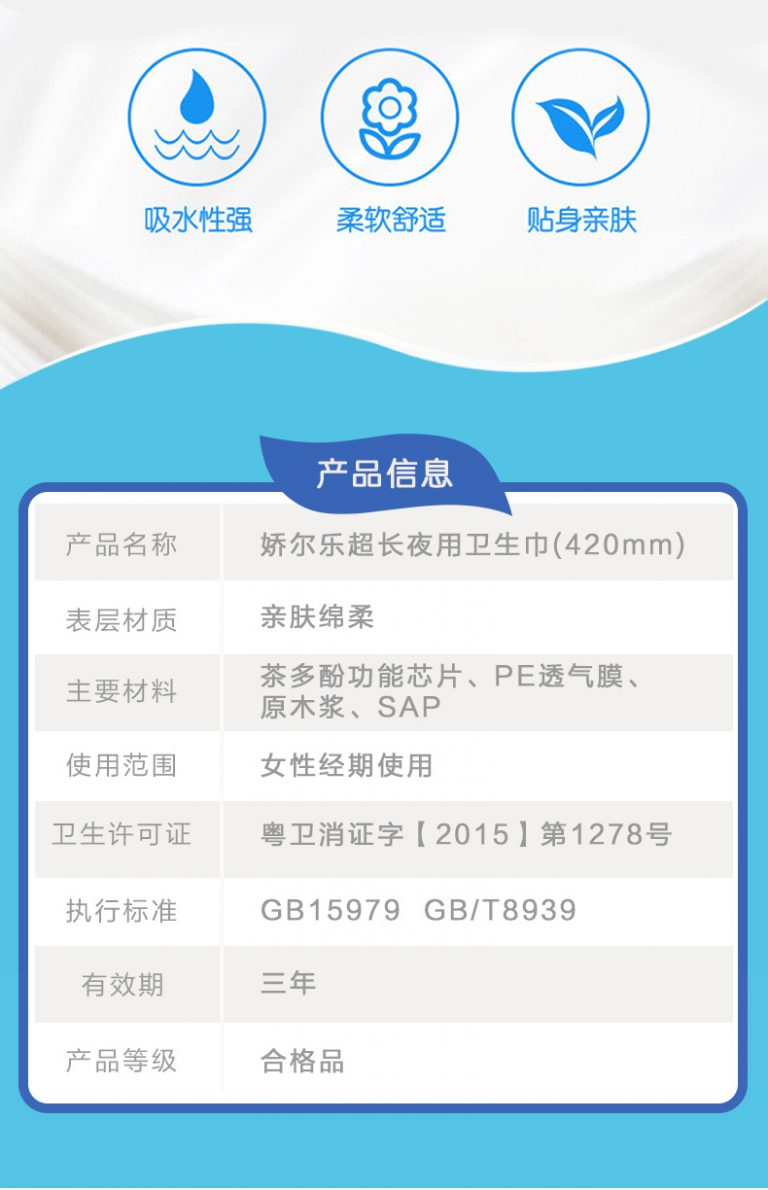 吸水性强 柔软舒适 贴身亲肤
产品信息
产品名称 娇尔乐超长夜用卫生巾(420mm)
表层材质 亲肤绵柔
主要材料 茶多酚功能芯片、PE透气膜、
原木浆、SAP
使用范围 女性经期使用
卫生许可证 粤卫消证字【2015】第1278号
执行标准 GB15979 GB/T8939
有效期 三年
产品等级 合格品